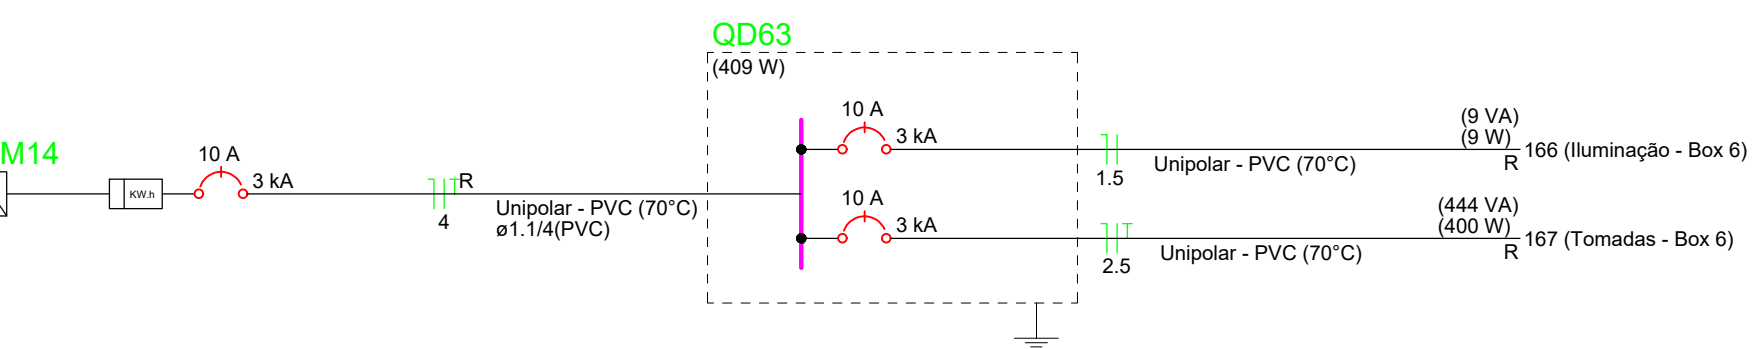 QD63
(409 W)
M14
KW.h
10 A
3 kA
R
4
Unipolar - PVC (70°C)
ø1.1/4(PVC)
10 A
3 kA
1.5
Unipolar - PVC (70°C)
(9 VA)
(9 W)
R
166 (Iluminação - Box 6)
10 A
3 kA
2.5
Unipolar - PVC (70°C)
(444 VA)
(400 W)
R
167 (Tomadas - Box 6)